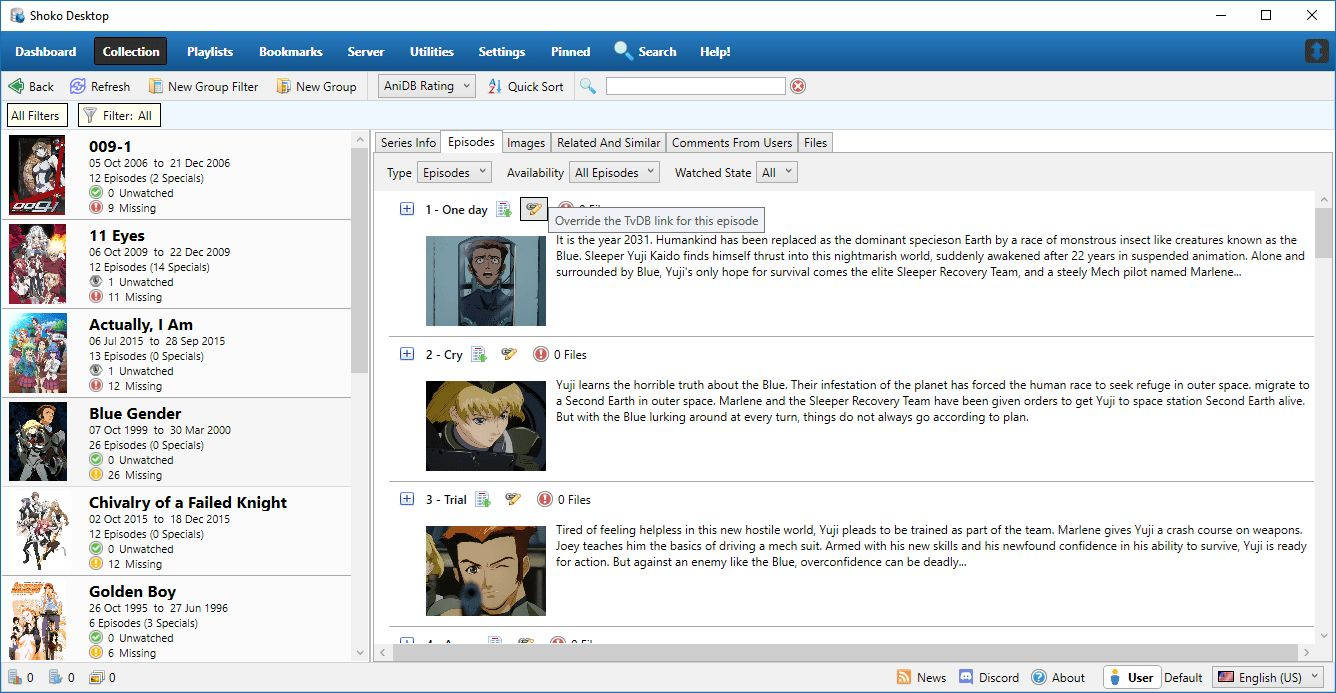 Shoko Desktop
Dashboard Collection Playlists Bookmarks Server Utilities Settings Pinned Search Help!
Back Refresh New Group Filter New Group AniDB Rating Quick Sort
All Filters Filter: All
009-1
05 Oct 2006 to 21 Dec 2006
12 Episodes (2 Specials)
0 Unwatched
9 Missing
11 Eyes
06 Oct 2009 to 22 Dec 2009
12 Episodes (14 Specials)
1 Unwatched
11 Missing
Actually, I Am
06 Jul 2015 to 28 Sep 2015
13 Episodes (0 Specials)
1 Unwatched
12 Missing
Blue Gender
07 Oct 1999 to 30 Mar 2000
26 Episodes (0 Specials)
0 Unwatched
26 Missing
Chivalry of a Failed Knight
02 Oct 2015 to 18 Dec 2015
12 Episodes (0 Specials)
0 Unwatched
12 Missing
Golden Boy
26 Oct 1995 to 27 Jun 1996
6 Episodes (3 Specials)
0 Unwatched
6 Missing
Series Info Episodes Images Related And Similar Comments From Users Files
Type Episodes Availability All Episodes Watched State All
1 - One day
Override the TvDB link for this episode
It is the year 2031. Humankind has been replaced as the dominant specieson Earth by a race of monstrous insect like creatures known as the
Blue. Sleeper Yuji Kaido finds himself thrust into this nightmarish world, suddenly awakened after 22 years in suspended animation. Alone and
surrounded by Blue, Yuji's only hope for survival comes the elite Sleeper Recovery Team, and a steely Mech pilot named Marlene...
2 - Cry 0 Files
Yuji learns the horrible truth about the Blue. Their infestation of the planet has forced the human race to seek refuge in outer space. migrate to
a Second Earth in outer space. Marlene and the Sleeper Recovery Team have been given orders to get Yuji to space station Second Earth alive.
But with the Blue lurking around at every turn, things do not always go according to plan.
3 - Trial 0 Files
Tired of feeling helpless in this new hostile world, Yuji pleads to be trained as part of the team. Marlene gives Yuji a crash course on weapons.
Joey teaches him the basics of driving a mech suit. Armed with his new skills and his newfound confidence in his ability to survive, Yuji is ready
for action. But against an enemy like the Blue, overconfidence can be deadly...
0 0 0 News Discord About User Default English (US)